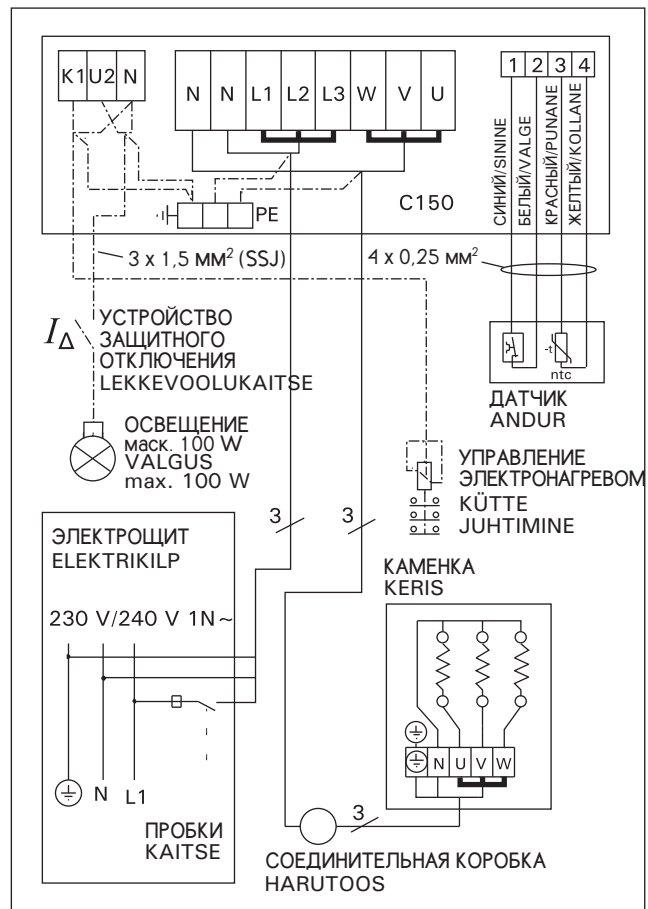 K1 U2 N
N N L1 L2 L3 W V U
1 2 3 4
СИНИЙ/SININE
БЕЛЫЙ/VALGE
КРАСНЫЙ/PUNANE
ЖЕЛТЫЙ/KOLLANE
PE
C150
3 x 1,5 мм² (SSJ)
4 x 0,25 мм²
I∆
УСТРОЙСТВО
ЗАЩИТНОГО
ОТКЛЮЧЕНИЯ
LEKKEVOOLUKAITSE
-t
ntc
ДАТЧИК
ANDUR
ОСВЕЩЕНИЕ
маск. 100 W
VALGUS
max. 100 W
УПРАВЛЕНИЕ
ЭЛЕКТРОНАГРЕВОМ
KÜTTE
JUHTIMINE
3
3
ЭЛЕКТРОЩИТ
ELEKTRIKILP
230 V/240 V 1N~
N L1
ПРОБКИ
KAITSE
КАМЕНКА
KERIS
N U V W
3
СОЕДИНИТЕЛЬНАЯ КОРОБКА
HARUTOOS